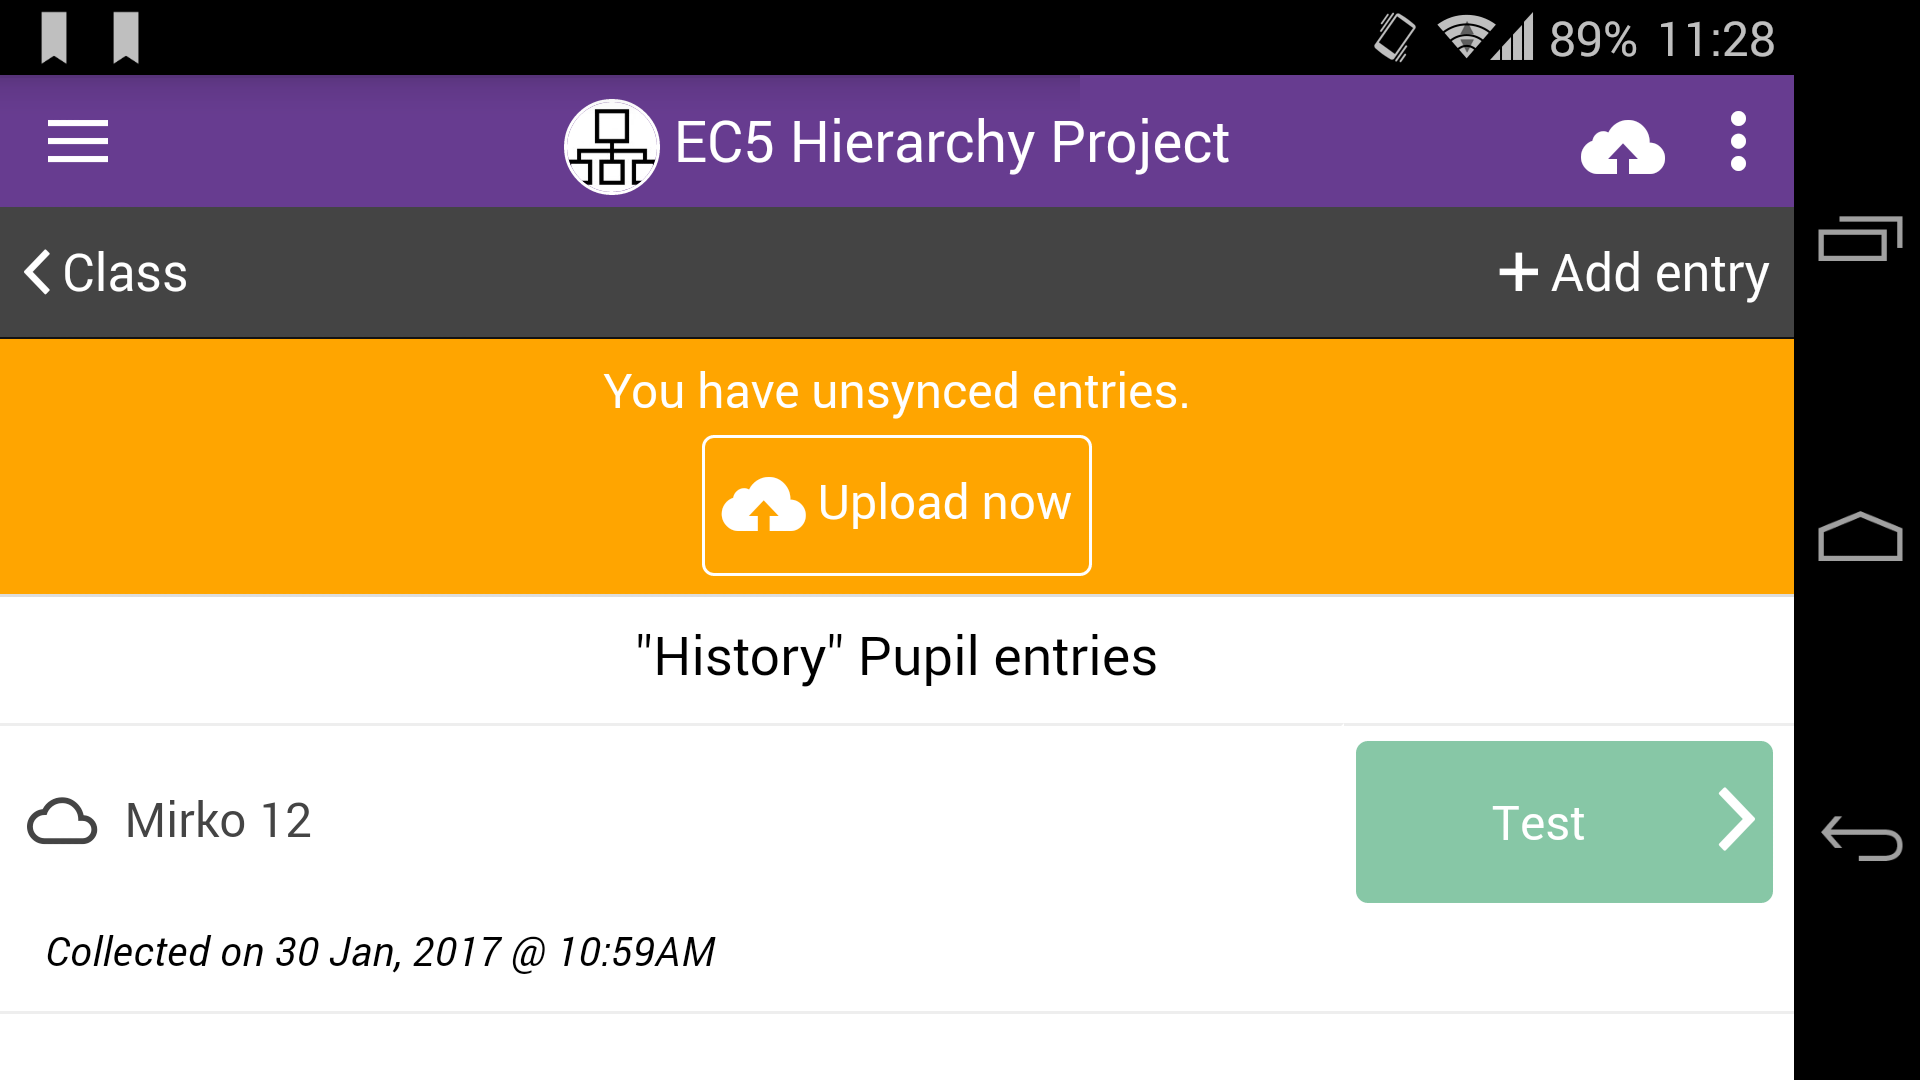 89% 11:28
EC5 Hierarchy Project
Class
Add entry
You have unsynced entries.
Upload now
"History" Pupil entries
Mirko 12
Test
Collected on 30 Jan, 2017 @ 10:59AM